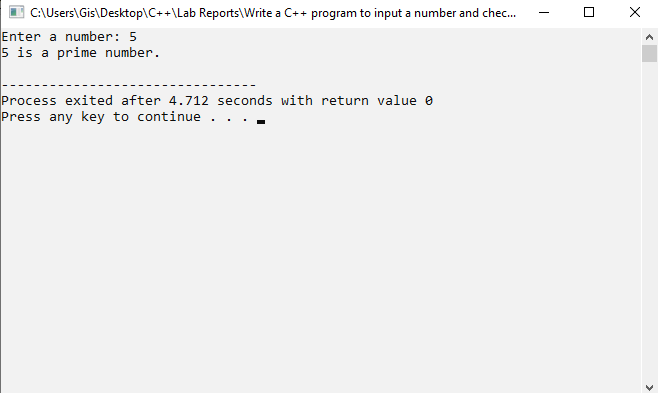 C:\Users\Gis\Desktop\C++\Lab Reports\Write a C++ program to input a number and chec...
Enter a number: 5
5 is a prime number.
--------------------------------
Process exited after 4.712 seconds with return value 0
Press any key to continue . . .